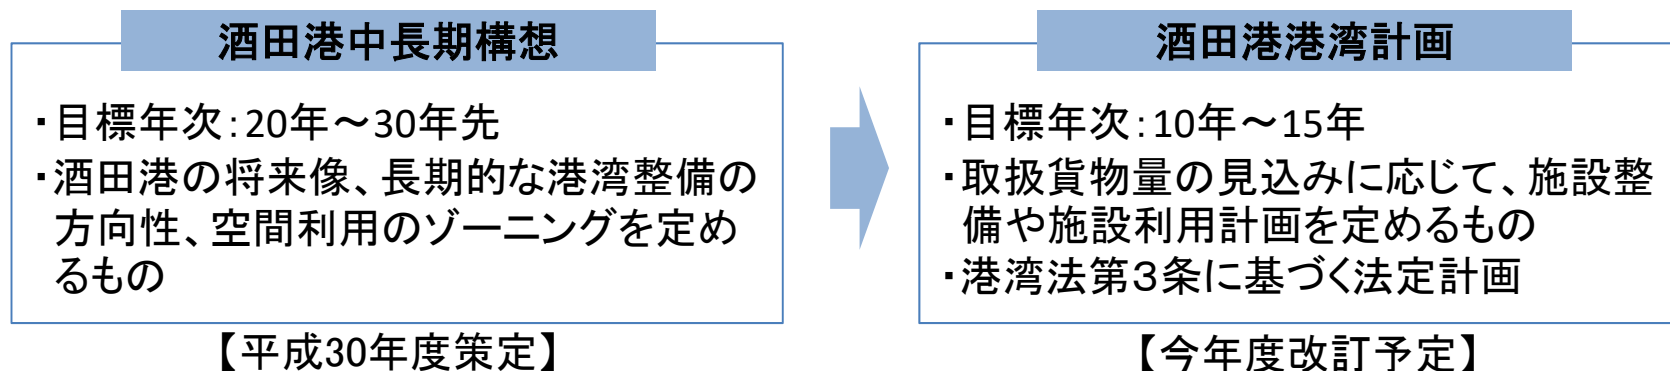 酒田港中長期構想
・目標年次：20年～30年先
・酒田港の将来像、長期的な港湾整備の
方向性、空間利用のゾーニングを定め
るもの
【平成30年度策定】
酒田港港湾計画
・目標年次：10年～15年
・取扱貨物量の見込みに応じて、施設整
備や施設利用計画を定めるもの
・港湾法第３条に基づく法定計画
【今年度改訂予定】